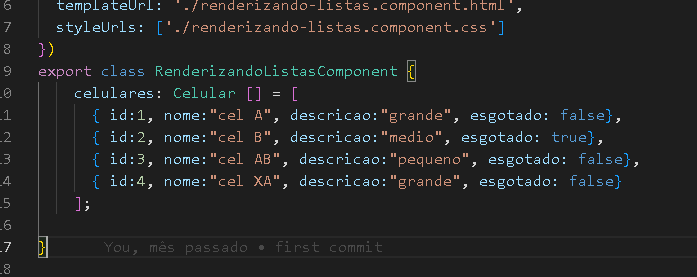 6 templateUrl: './renderizando-listas.component.html',
7 styleUrls: ['./renderizando-listas.component.css']
8 })
9 export class RenderizandoListasComponent {
10 celulares: Celular [] = [
11 { id:1, nome:"cel A", descricao:"grande", esgotado: false},
12 { id:2, nome:"cel B", descricao:"medio", esgotado: true},
13 { id:3, nome:"cel AB", descricao:"pequeno", esgotado: false},
14 { id:4, nome:"cel XA", descricao:"grande", esgotado: false}
15 ];
16
17 } You, mês passado • first commit
18